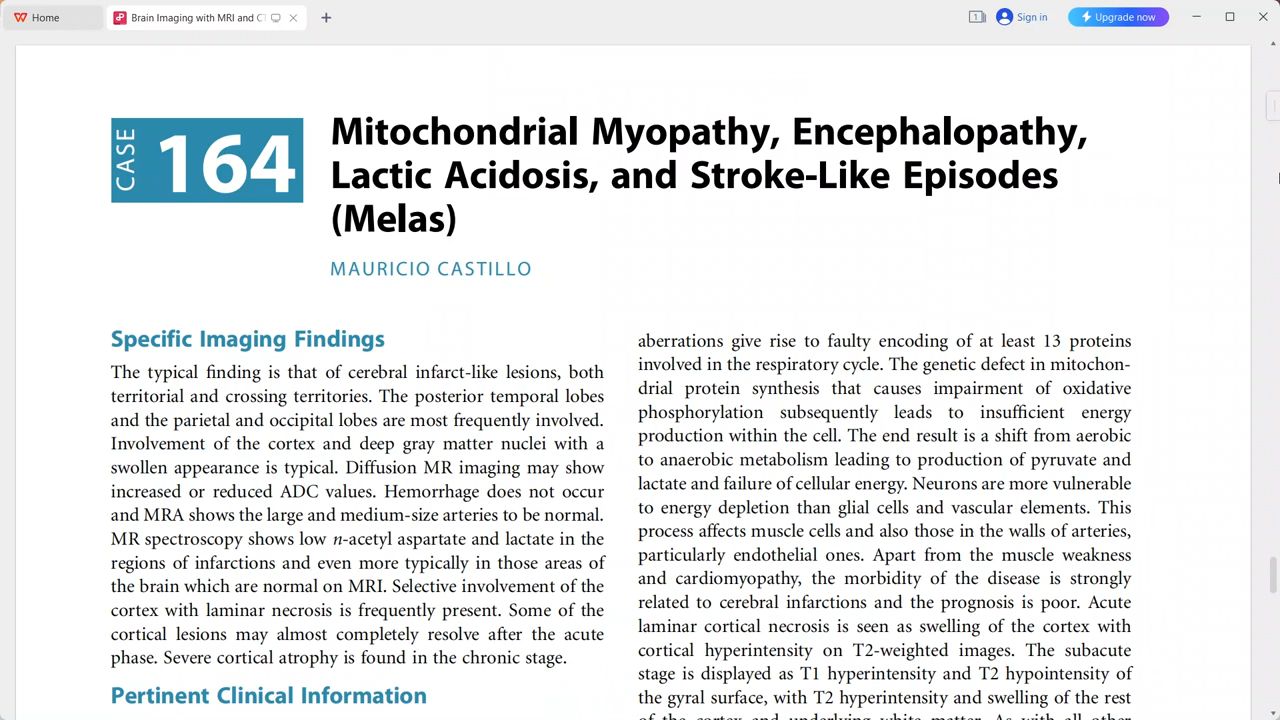 Home
Brain Imaging with MRI and C
1
Sign in
Upgrade now
CASE
164
Mitochondrial Myopathy, Encephalopathy,
Lactic Acidosis, and Stroke-Like Episodes
(Melas)
MAURICIO CASTILLO
Specific Imaging Findings
The typical finding is that of cerebral infarct-like lesions, both
territorial and crossing territories. The posterior temporal lobes
and the parietal and occipital lobes are most frequently involved.
Involvement of the cortex and deep gray matter nuclei with a
swollen appearance is typical. Diffusion MR imaging may show
increased or reduced ADC values. Hemorrhage does not occur
and MRA shows the large and medium-size arteries to be normal.
MR spectroscopy shows low n-acetyl aspartate and lactate in the
regions of infarctions and even more typically in those areas of
the brain which are normal on MRI. Selective involvement of the
cortex with laminar necrosis is frequently present. Some of the
cortical lesions may almost completely resolve after the acute
phase. Severe cortical atrophy is found in the chronic stage.
Pertinent Clinical Information
aberrations give rise to faulty encoding of at least 13 proteins
involved in the respiratory cycle. The genetic defect in mitochon-
drial protein synthesis that causes impairment of oxidative
phosphorylation subsequently leads to insufficient energy
production within the cell. The end result is a shift from aerobic
to anaerobic metabolism leading to production of pyruvate and
lactate and failure of cellular energy. Neurons are more vulnerable
to energy depletion than glial cells and vascular elements. This
process affects muscle cells and also those in the walls of arteries,
particularly endothelial ones. Apart from the muscle weakness
and cardiomyopathy, the morbidity of the disease is strongly
related to cerebral infarctions and the prognosis is poor. Acute
laminar cortical necrosis is seen as swelling of the cortex with
cortical hyperintensity on T2-weighted images. The subacute
stage is displayed as T1 hyperintensity and T2 hypointensity of
the gyral surface, with T2 hyperintensity and swelling of the rest
of the cortex and underlying white matter. As with all other